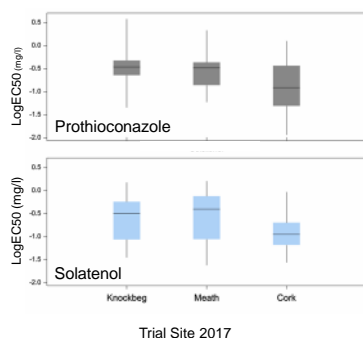 LogEC50 (mg/l)
0.5
0.0
-0.5
-1.0
-1.5
-2.0
Prothioconazole
LogEC50 (mg/l)
0.5
0.0
-0.5
-1.0
-1.5
-2.0
Solatenol
Knockbeg Meath Cork
Trial Site 2017